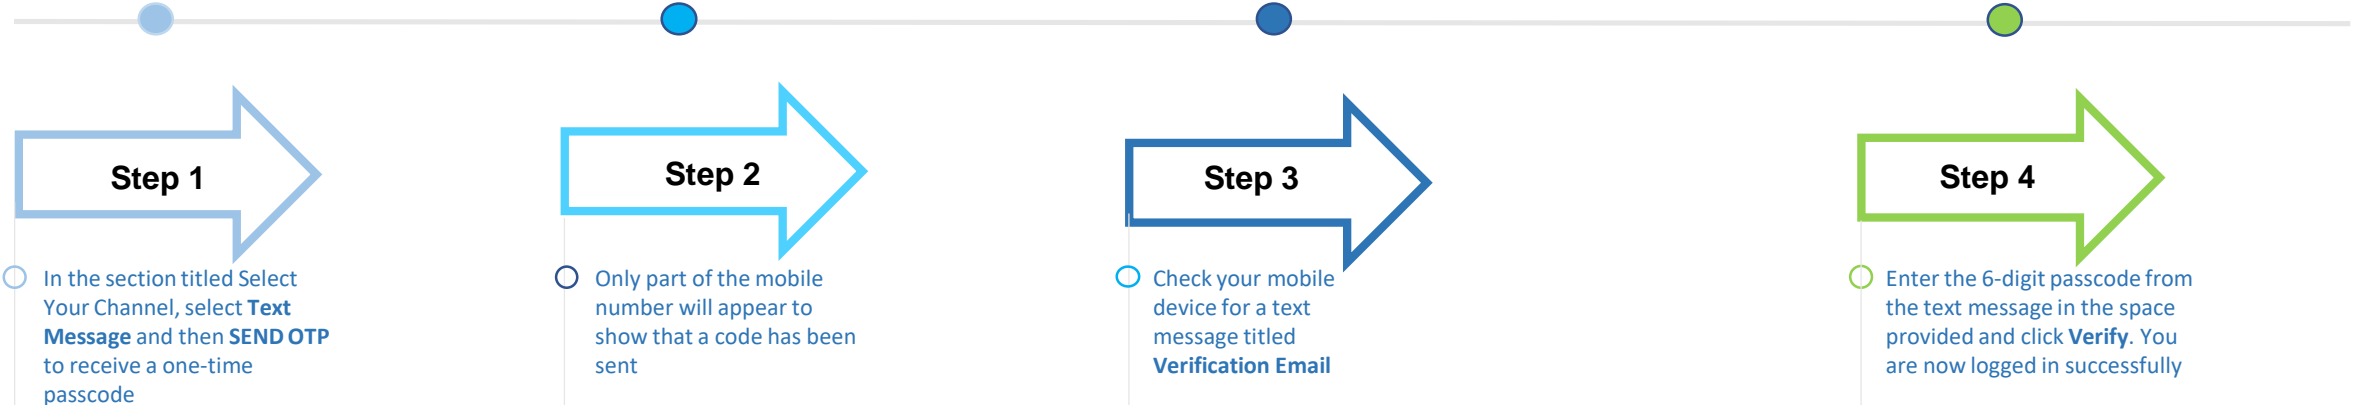 Step 1
In the section titled Select
Your Channel, select Text
Message and then SEND OTP
to receive a one-time
passcode
Step 2
Only part of the mobile
number will appear to
show that a code has been
sent
Step 3
Check your mobile
device for a text
message titled
Verification Email
Step 4
Enter the 6-digit passcode from
the text message in the space
provided and click Verify. You
are now logged in successfully